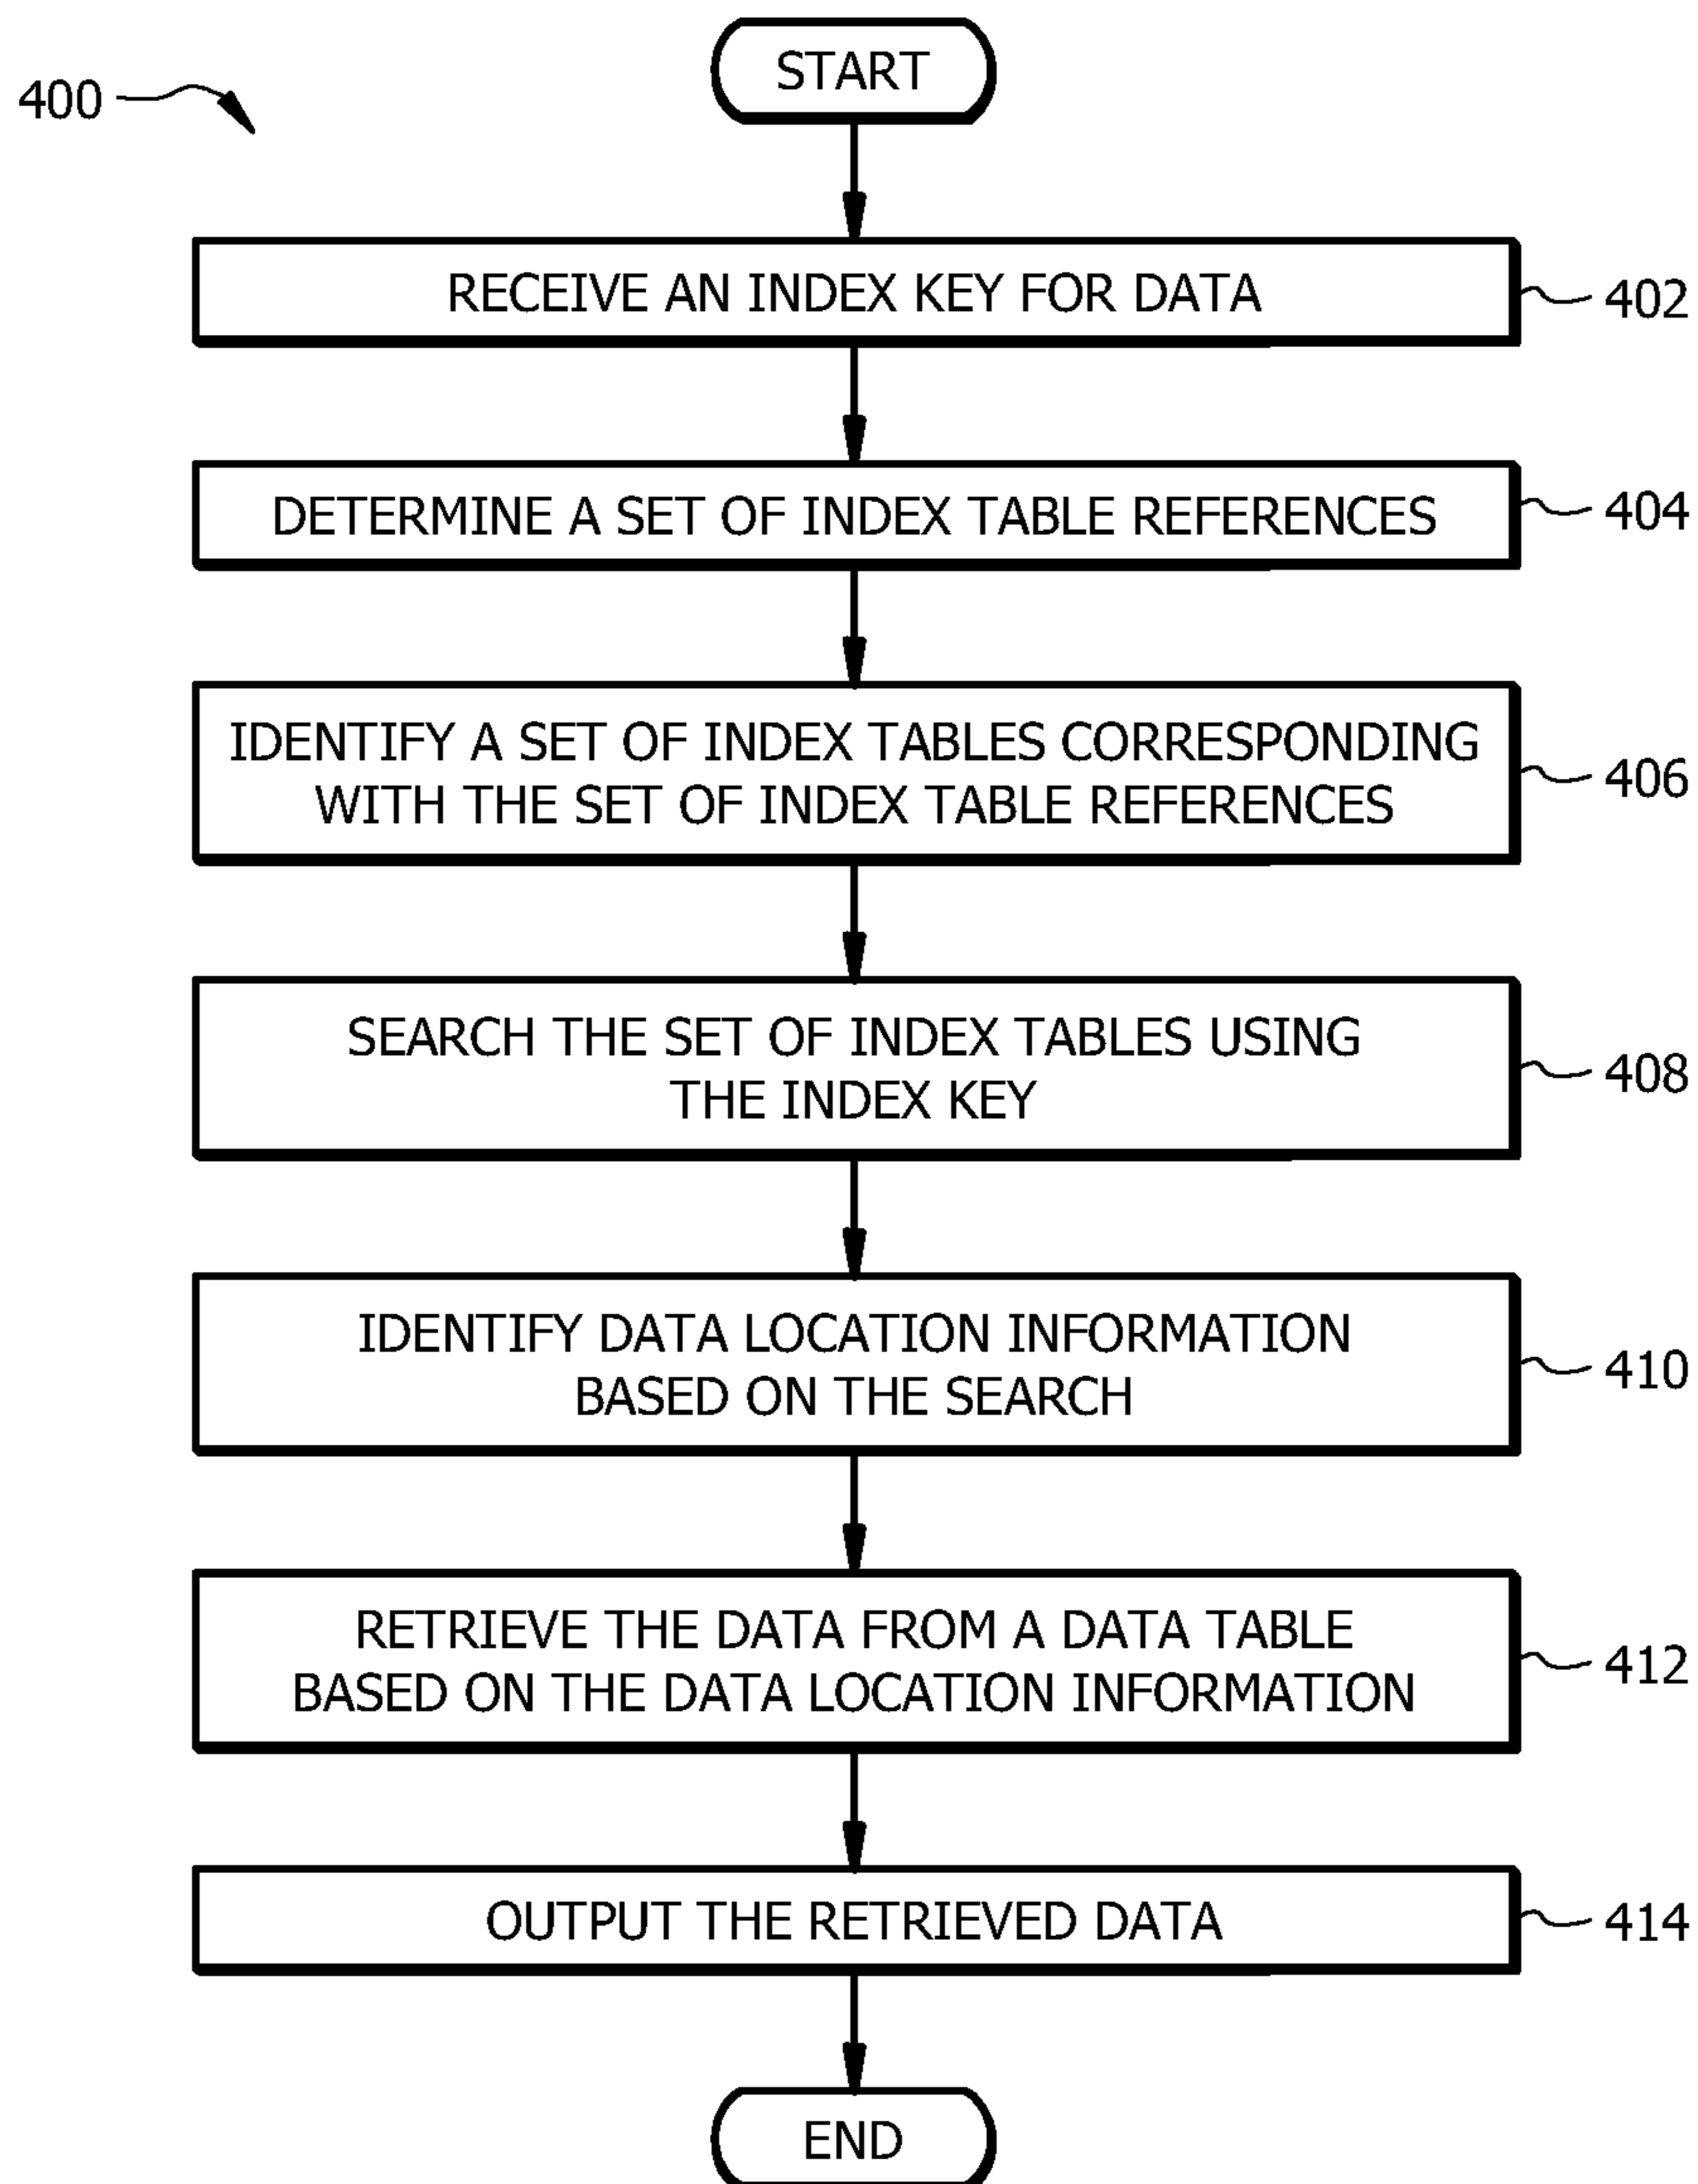 START
400
RECEIVE AN INDEX KEY FOR DATA
402
DETERMINE A SET OF INDEX TABLE REFERENCES
404
IDENTIFY A SET OF INDEX TABLES CORRESPONDING
WITH THE SET OF INDEX TABLE REFERENCES
406
SEARCH THE SET OF INDEX TABLES USING
THE INDEX KEY
408
IDENTIFY DATA LOCATION INFORMATION
BASED ON THE SEARCH
410
RETRIEVE THE DATA FROM A DATA TABLE
BASED ON THE DATA LOCATION INFORMATION
412
OUTPUT THE RETRIEVED DATA
414
END